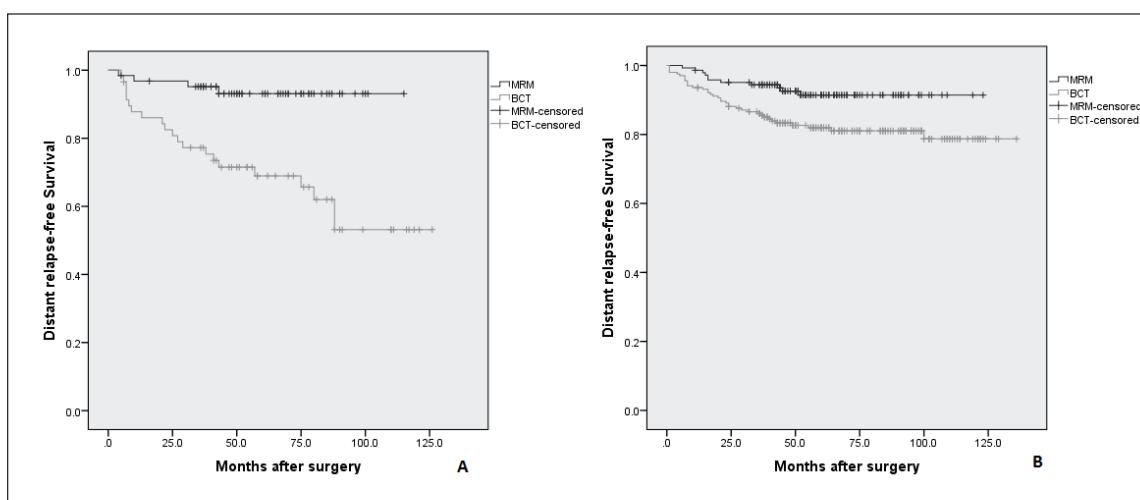 Distant relapse-free Survival
1.0
0.8
0.6
0.4
0.2
0.0
.0 25.0 50.0 75.0 100.0 125.0
Months after surgery
A
MRM
BCT
MRM-censored
BCT-censored
Distant relapse-free Survival
1.0
0.8
0.6
0.4
0.2
0.0
.0 25.0 50.0 75.0 100.0 125.0
Months after surgery
B
MRM
BCT
MRM-censored
BCT-censored